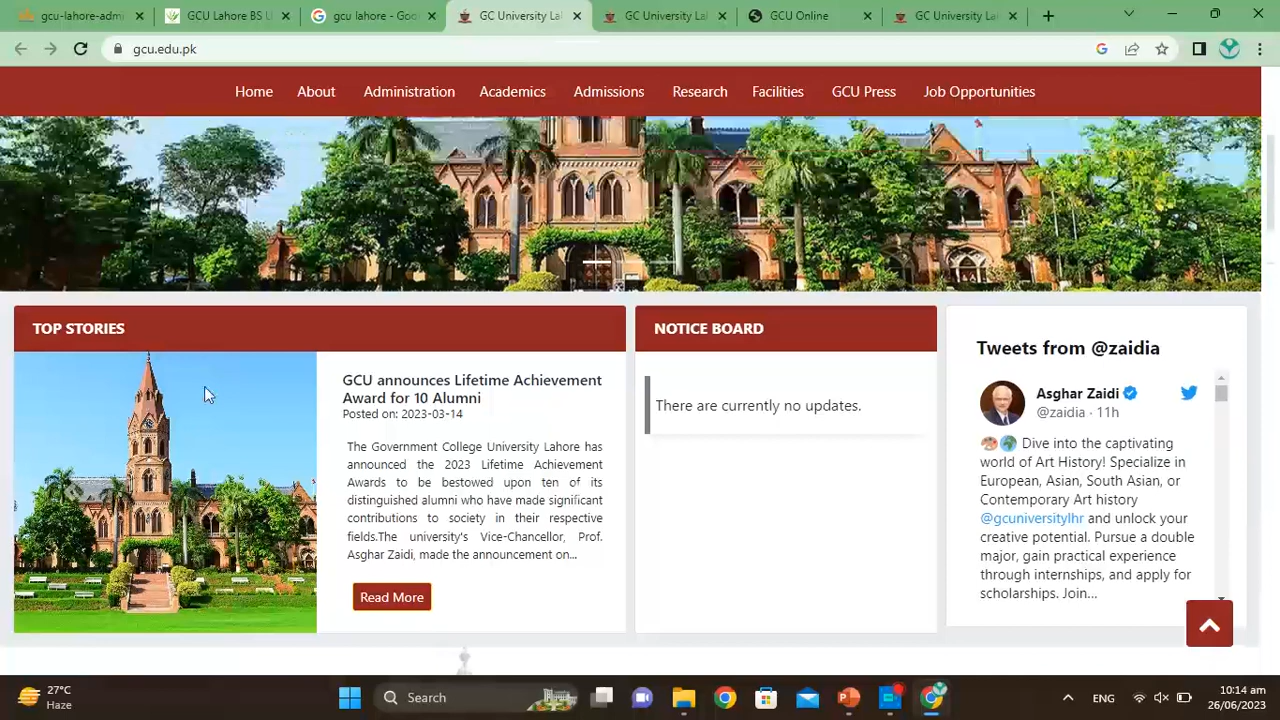 gcu-lahore-admi
GCU Lahore BS Li
gcu lahore - Goo
GC University Lal
GC University Lal
GCU Online
GC University La
gcu.edu.pk
Home About Administration Academics Admissions Research Facilities GCU Press Job Opportunities
TOP STORIES
GCU announces Lifetime Achievement
Award for 10 Alumni
Posted on: 2023-03-14
The Government College University Lahore has
announced the 2023 Lifetime Achievement
Awards to be bestowed upon ten of its
distinguished alumni who have made significant
contributions to society in their respective
fields.The university's Vice-Chancellor, Prof.
Asghar Zaidi, made the announcement on...
Read More
NOTICE BOARD
There are currently no updates.
Tweets from @zaidia
Asghar Zaidi
@zaidia · 11h
Dive into the captivating
world of Art History! Specialize in
European, Asian, South Asian, or
Contemporary Art history
@gcuniversitylhr and unlock your
creative potential. Pursue a double
major, gain practical experience
through internships, and apply for
scholarships. Join...
27°C
Haze
Search
ENG
10:14 am
26/06/2023